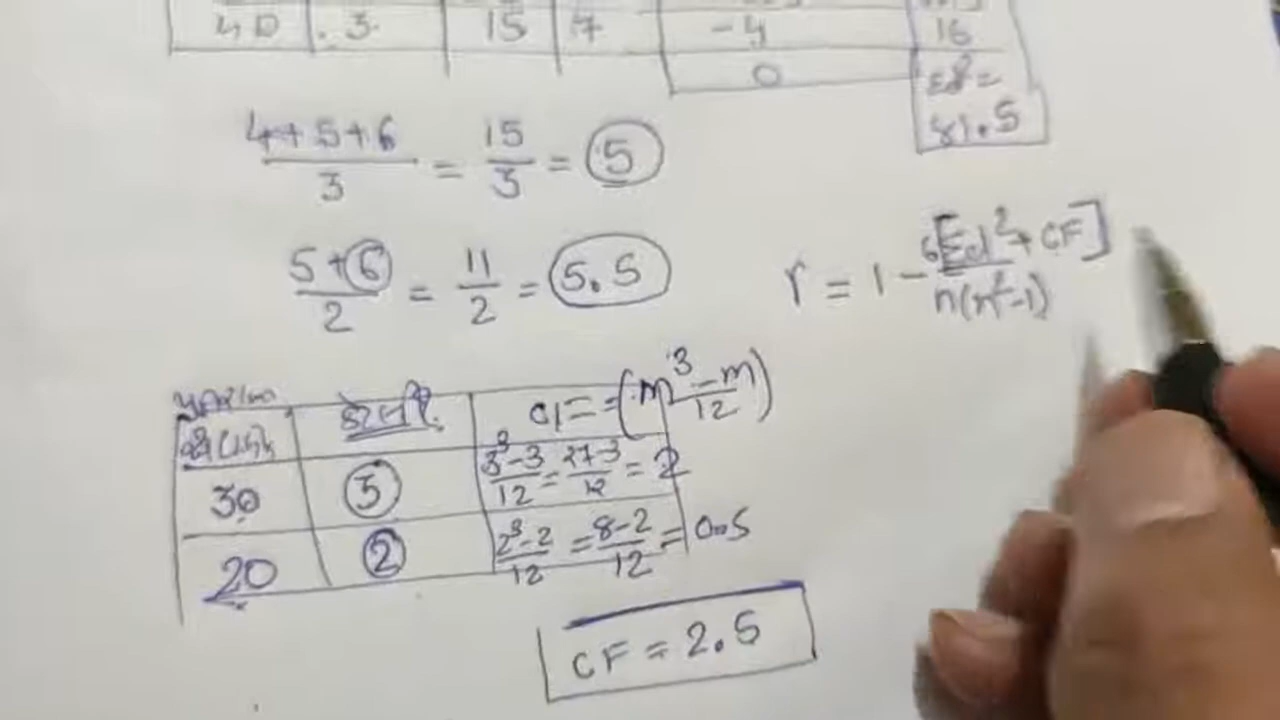 40 3 15 7 -4 16
0 Σd²=
81.5
4+5+6/3 = 15/3 = 5
5+6/2 = 11/2 = 5.5
r = 1 - 6[Σd²+CF]/n(n²-1)
CF = (m³-m/12)
30 3 3³-3/12 = 27-3/12 = 2
20 2 2³-2/12 = 8-2/12 = 0.5
CF = 2.5